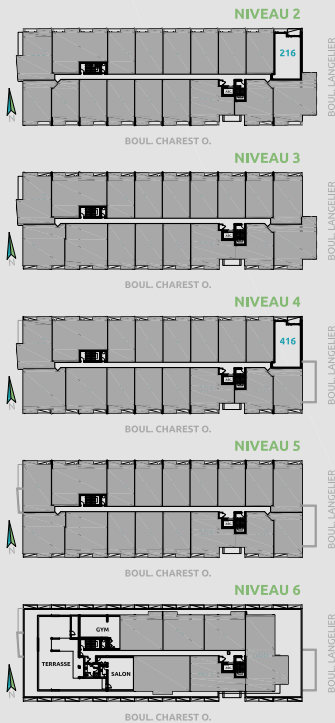 NIVEAU 2
216
BOUL. LANGELIER
N
BOUL. CHAREST O.
NIVEAU 3
BOUL. LANGELIER
N
BOUL. CHAREST O.
NIVEAU 4
416
BOUL. LANGELIER
N
BOUL. CHAREST O.
NIVEAU 5
BOUL. LANGELIER
N
BOUL. CHAREST O.
NIVEAU 6
GYM
TERRASSE
SALON
BOUL. LANGELIER
N
BOUL. CHAREST O.